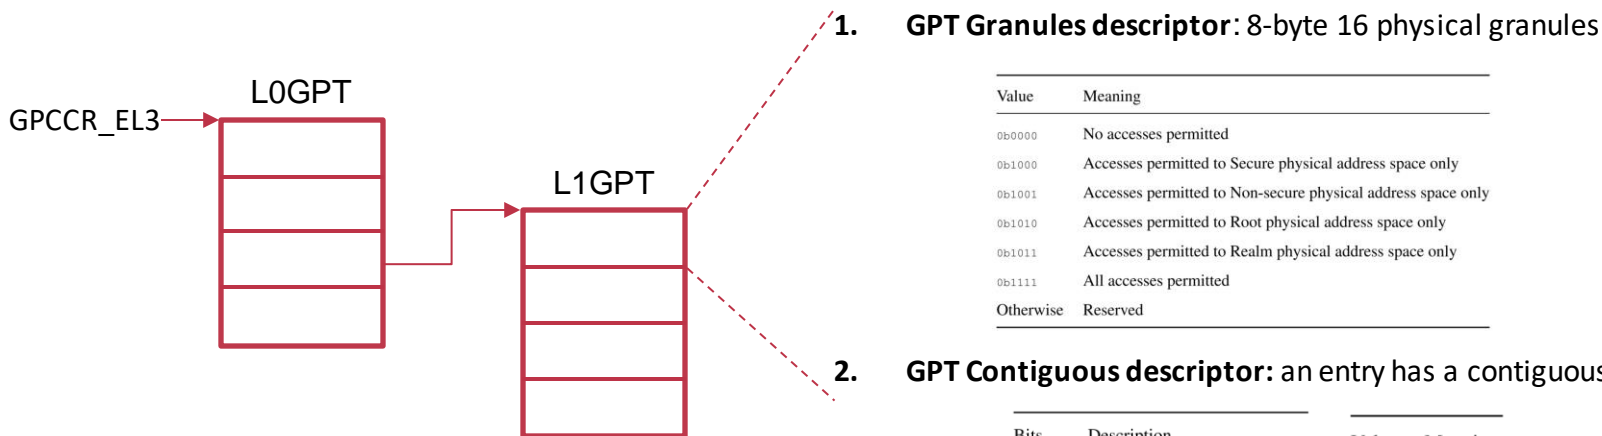 1. GPT Granules descriptor: 8-byte 16 physical granules
L0GPT
GPCCR_EL3
L1GPT
Value Meaning
0b0000 No accesses permitted
0b1000 Accesses permitted to Secure physical address space only
0b1001 Accesses permitted to Non-secure physical address space only
0b1010 Accesses permitted to Root physical address space only
0b1011 Accesses permitted to Realm physical address space only
0b1111 All accesses permitted
Otherwise Reserved
2. GPT Contiguous descriptor: an entry has a contiguous
Bits Description